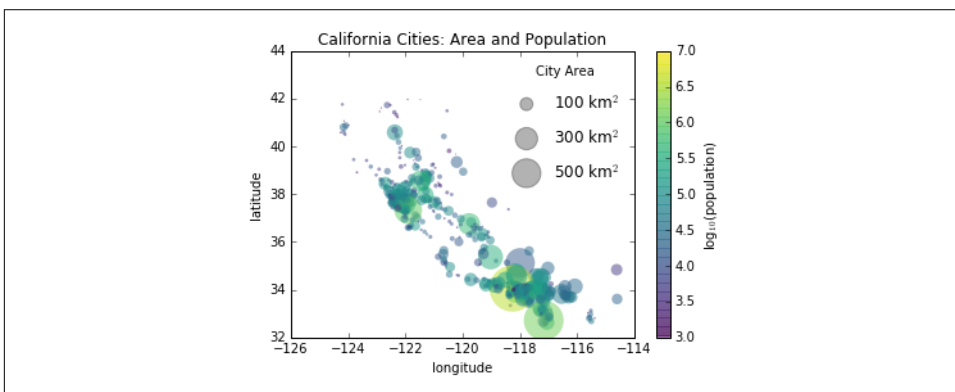 California Cities: Area and Population
44
42
40
38
36
34
32
latitude
−126
−124
−122
−120
−118
−116
−114
longitude
City Area
100 km²
300 km²
500 km²
7.0
6.5
6.0
5.5
5.0
4.5
4.0
3.5
3.0
log₁₀(population)